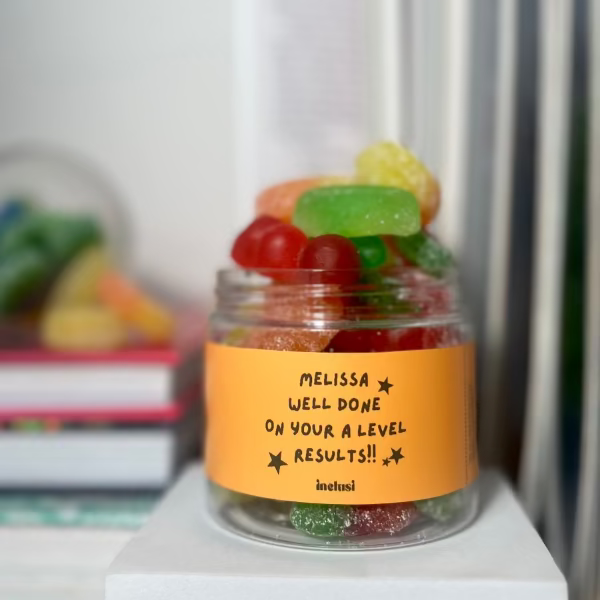 MELISSA
WELL DONE
ON YOUR A LEVEL
RESULTS!!
inclusi